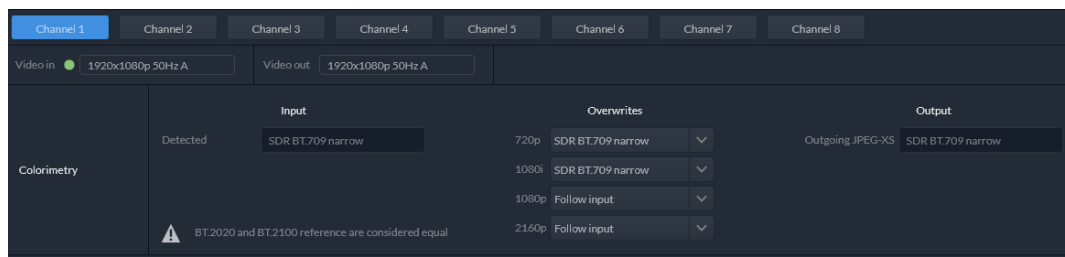 Channel 1 Channel 2 Channel 3 Channel 4 Channel 5 Channel 6 Channel 7 Channel 8
Video in 1920x1080p 50Hz A Video out 1920x1080p 50Hz A
Input Overwrites Output
Detected SDR BT.709 narrow 720p SDR BT.709 narrow Outgoing JPEG-XS SDR BT.709 narrow
1080i SDR BT.709 narrow
Colorimetry
1080p Follow input
BT.2020 and BT.2100 reference are considered equal 2160p Follow input